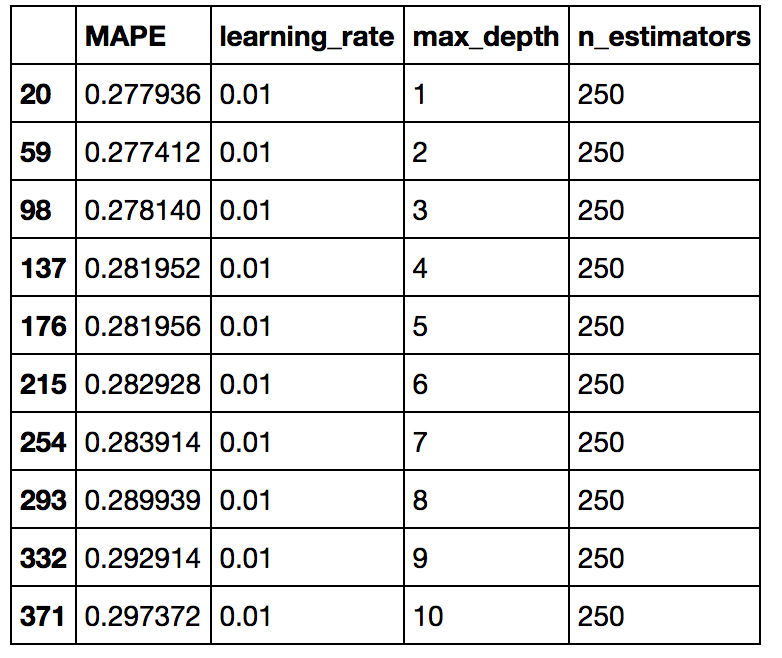 MAPE learning_rate max_depth n_estimators
20 0.277936 0.01 1 250
59 0.277412 0.01 2 250
98 0.278140 0.01 3 250
137 0.281952 0.01 4 250
176 0.281956 0.01 5 250
215 0.282928 0.01 6 250
254 0.283914 0.01 7 250
293 0.289939 0.01 8 250
332 0.292914 0.01 9 250
371 0.297372 0.01 10 250